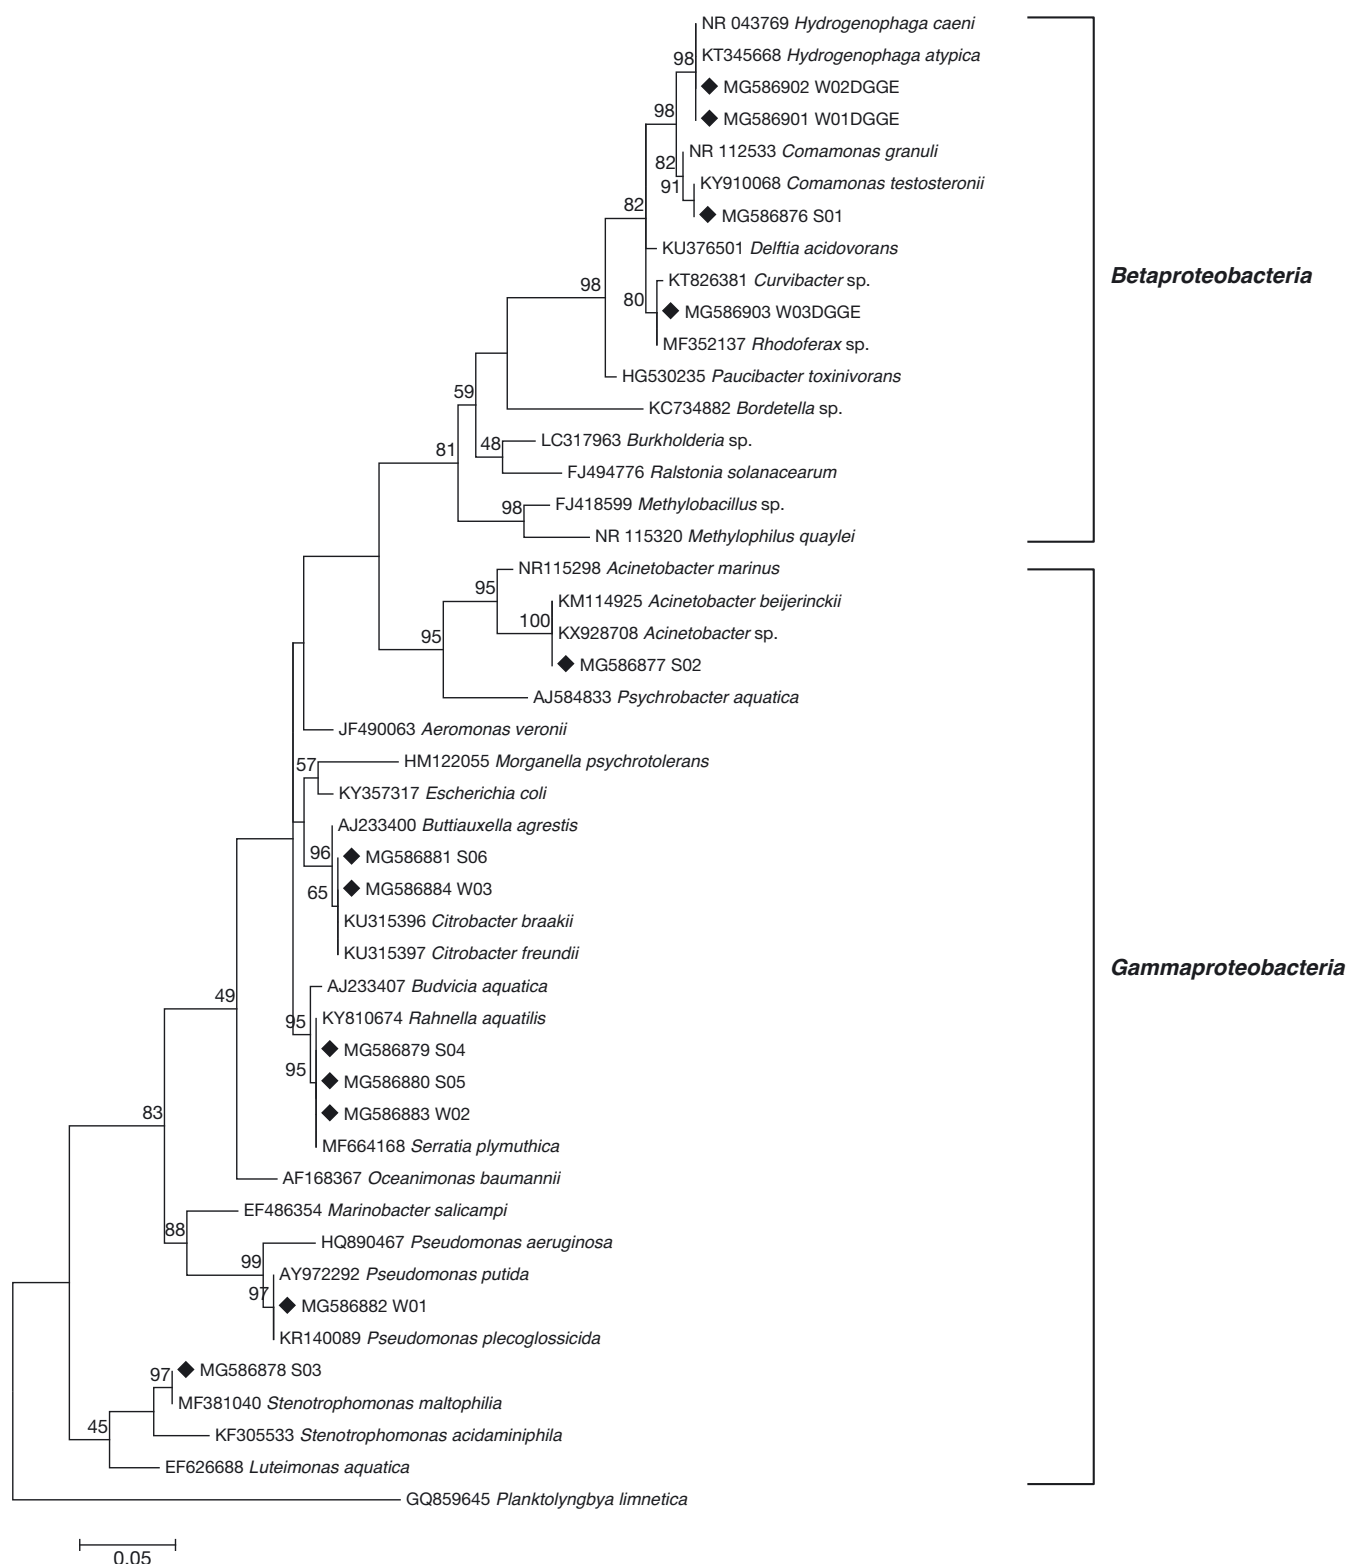 NR 043769 Hydrogenophaga caeni
KT345668 Hydrogenophaga atypica
98
MG586902 W02DGGE
98
MG586901 W01DGGE
NR 112533 Comamonas granuli
82
KY910068 Comamonas testosteronii
91
82
MG586876 S01
KU376501 Delftia acidovorans
Betaproteobacteria
98
KT826381 Curvibacter sp.
80
MG586903 W03DGGE
MF352137 Rhodoferax sp.
HG530235 Paucibacter toxinivorans
59
KC734882 Bordetella sp.
81
48
LC317963 Burkholderia sp.
FJ494776 Ralstonia solanacearum
98
FJ418599 Methylobacillus sp.
NR 115320 Methylophilus quaylei
NR115298 Acinetobacter marinus
95
KM114925 Acinetobacter beijerinckii
100
95
KX928708 Acinetobacter sp.
MG586877 S02
AJ584833 Psychrobacter aquatica
JF490063 Aeromonas veronii
57
HM122055 Morganella psychrotolerans
KY357317 Escherichia coli
AJ233400 Buttiauxella agrestis
96
MG586881 S06
65
MG586884 W03
KU315396 Citrobacter braakii
KU315397 Citrobacter freundii
Gammaproteobacteria
49
AJ233407 Budvicia aquatica
95
KY810674 Rahnella aquatilis
MG586879 S04
95
MG586880 S05
83
MG586883 W02
MF664168 Serratia plymuthica
AF168367 Oceanimonas baumannii
EF486354 Marinobacter salicampi
88
HQ890467 Pseudomonas aeruginosa
99
AY972292 Pseudomonas putida
97
MG586882 W01
KR140089 Pseudomonas plecoglossicida
97
MG586878 S03
MF381040 Stenotrophomonas maltophilia
45
KF305533 Stenotrophomonas acidaminiphila
EF626688 Luteimonas aquatica
GQ859645 Planktolyngbya limnetica
0.05